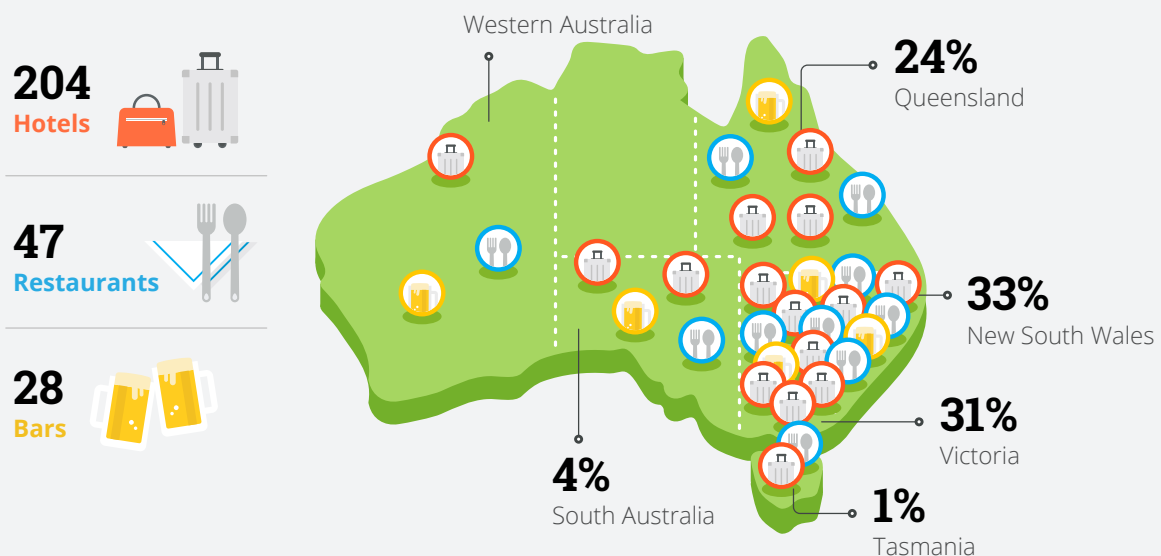 Western Australia
204
Hotels
47
Restaurants
28
Bars
24%
Queensland
33%
New South Wales
31%
Victoria
4%
South Australia
1%
Tasmania